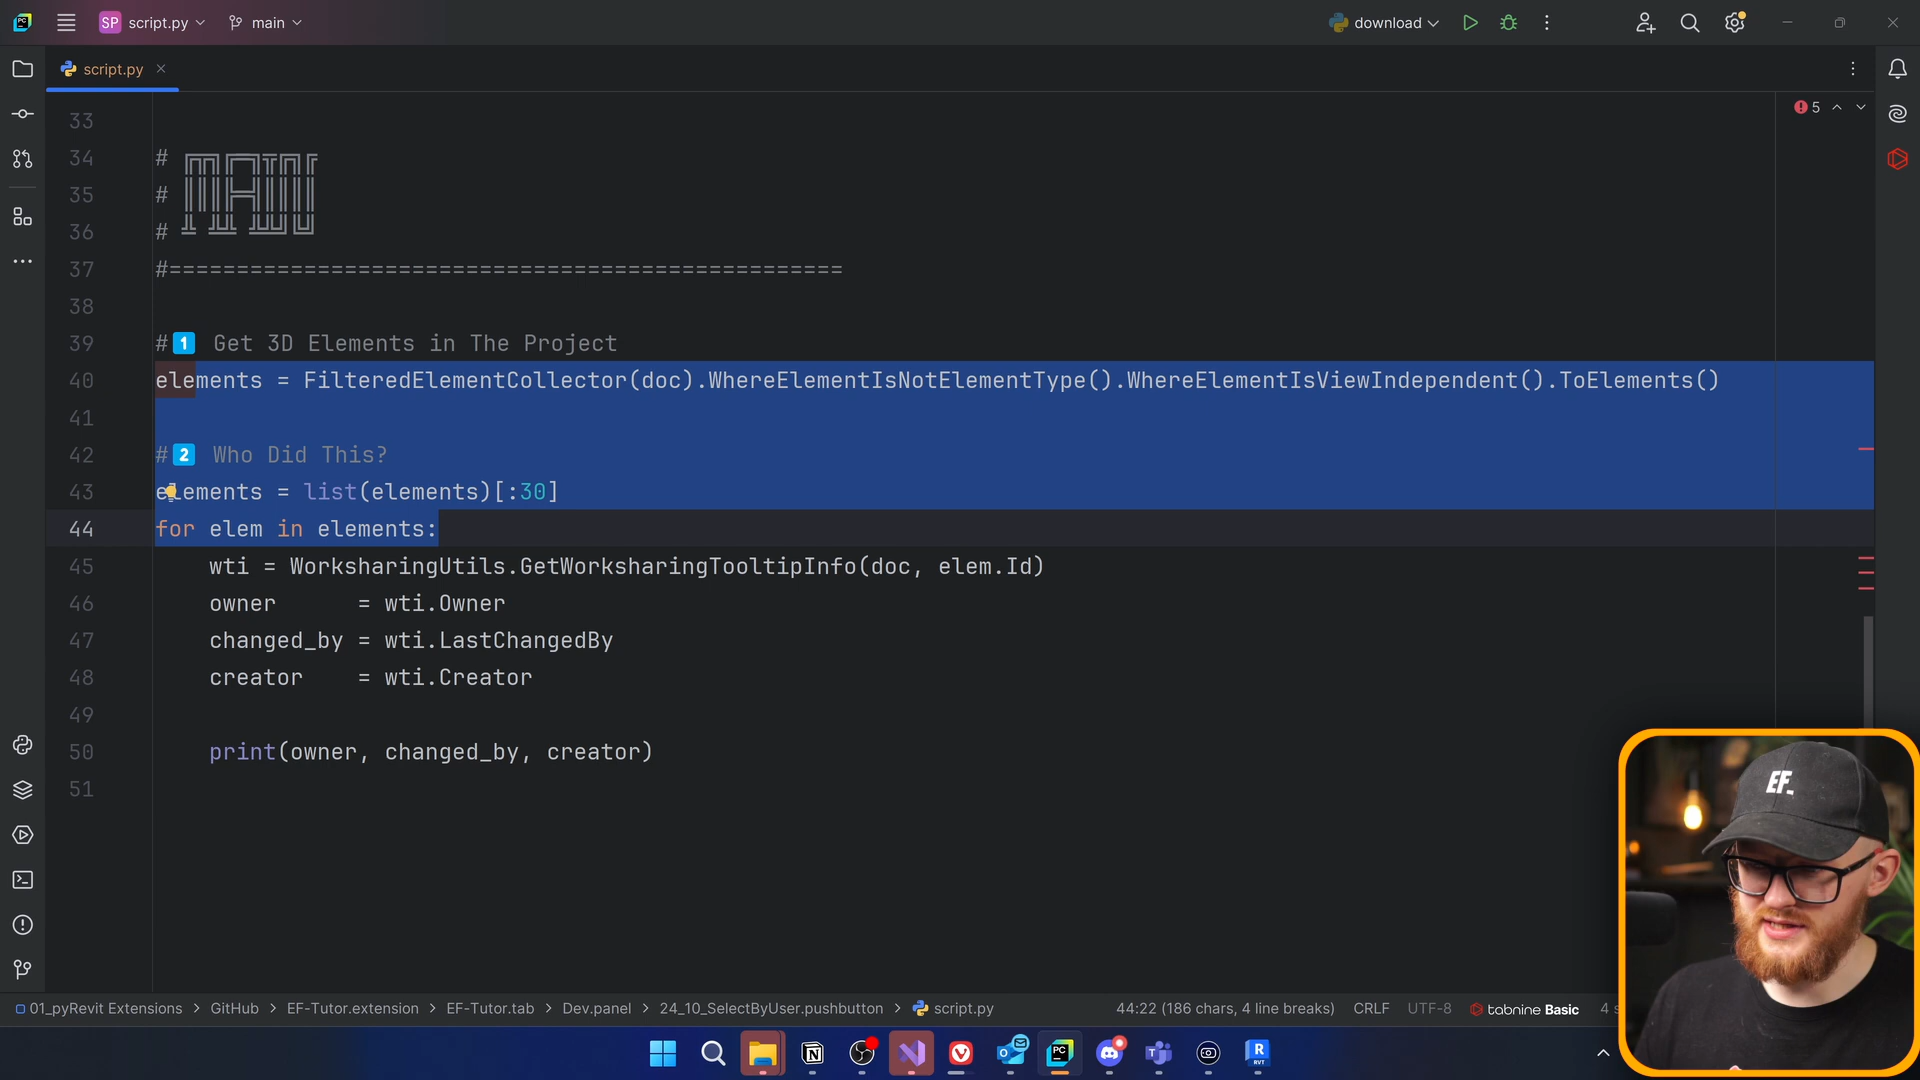 SP script.py main download
script.py
5
33
34 #
35 #
36 #
37 #==================================================
38
39 #1 Get 3D Elements in The Project
40 elements = FilteredElementCollector(doc).WhereElementIsNotElementType().WhereElementIsViewIndependent().ToElements()
41
42 #2 Who Did This?
43 elements = list(elements)[:30]
44 for elem in elements:
45 wti = WorksharingUtils.GetWorksharingTooltipInfo(doc, elem.Id)
46 owner = wti.Owner
47 changed_by = wti.LastChangedBy
48 creator = wti.Creator
49
50 print(owner, changed_by, creator)
51
EF.
01_pyRevit Extensions > GitHub > EF-Tutor.extension > EF-Tutor.tab > Dev.panel > 24_10_SelectByUser.pushbutton > script.py 44:22 (186 chars, 4 line breaks) CRLF UTF-8 tabnine Basic 4 s